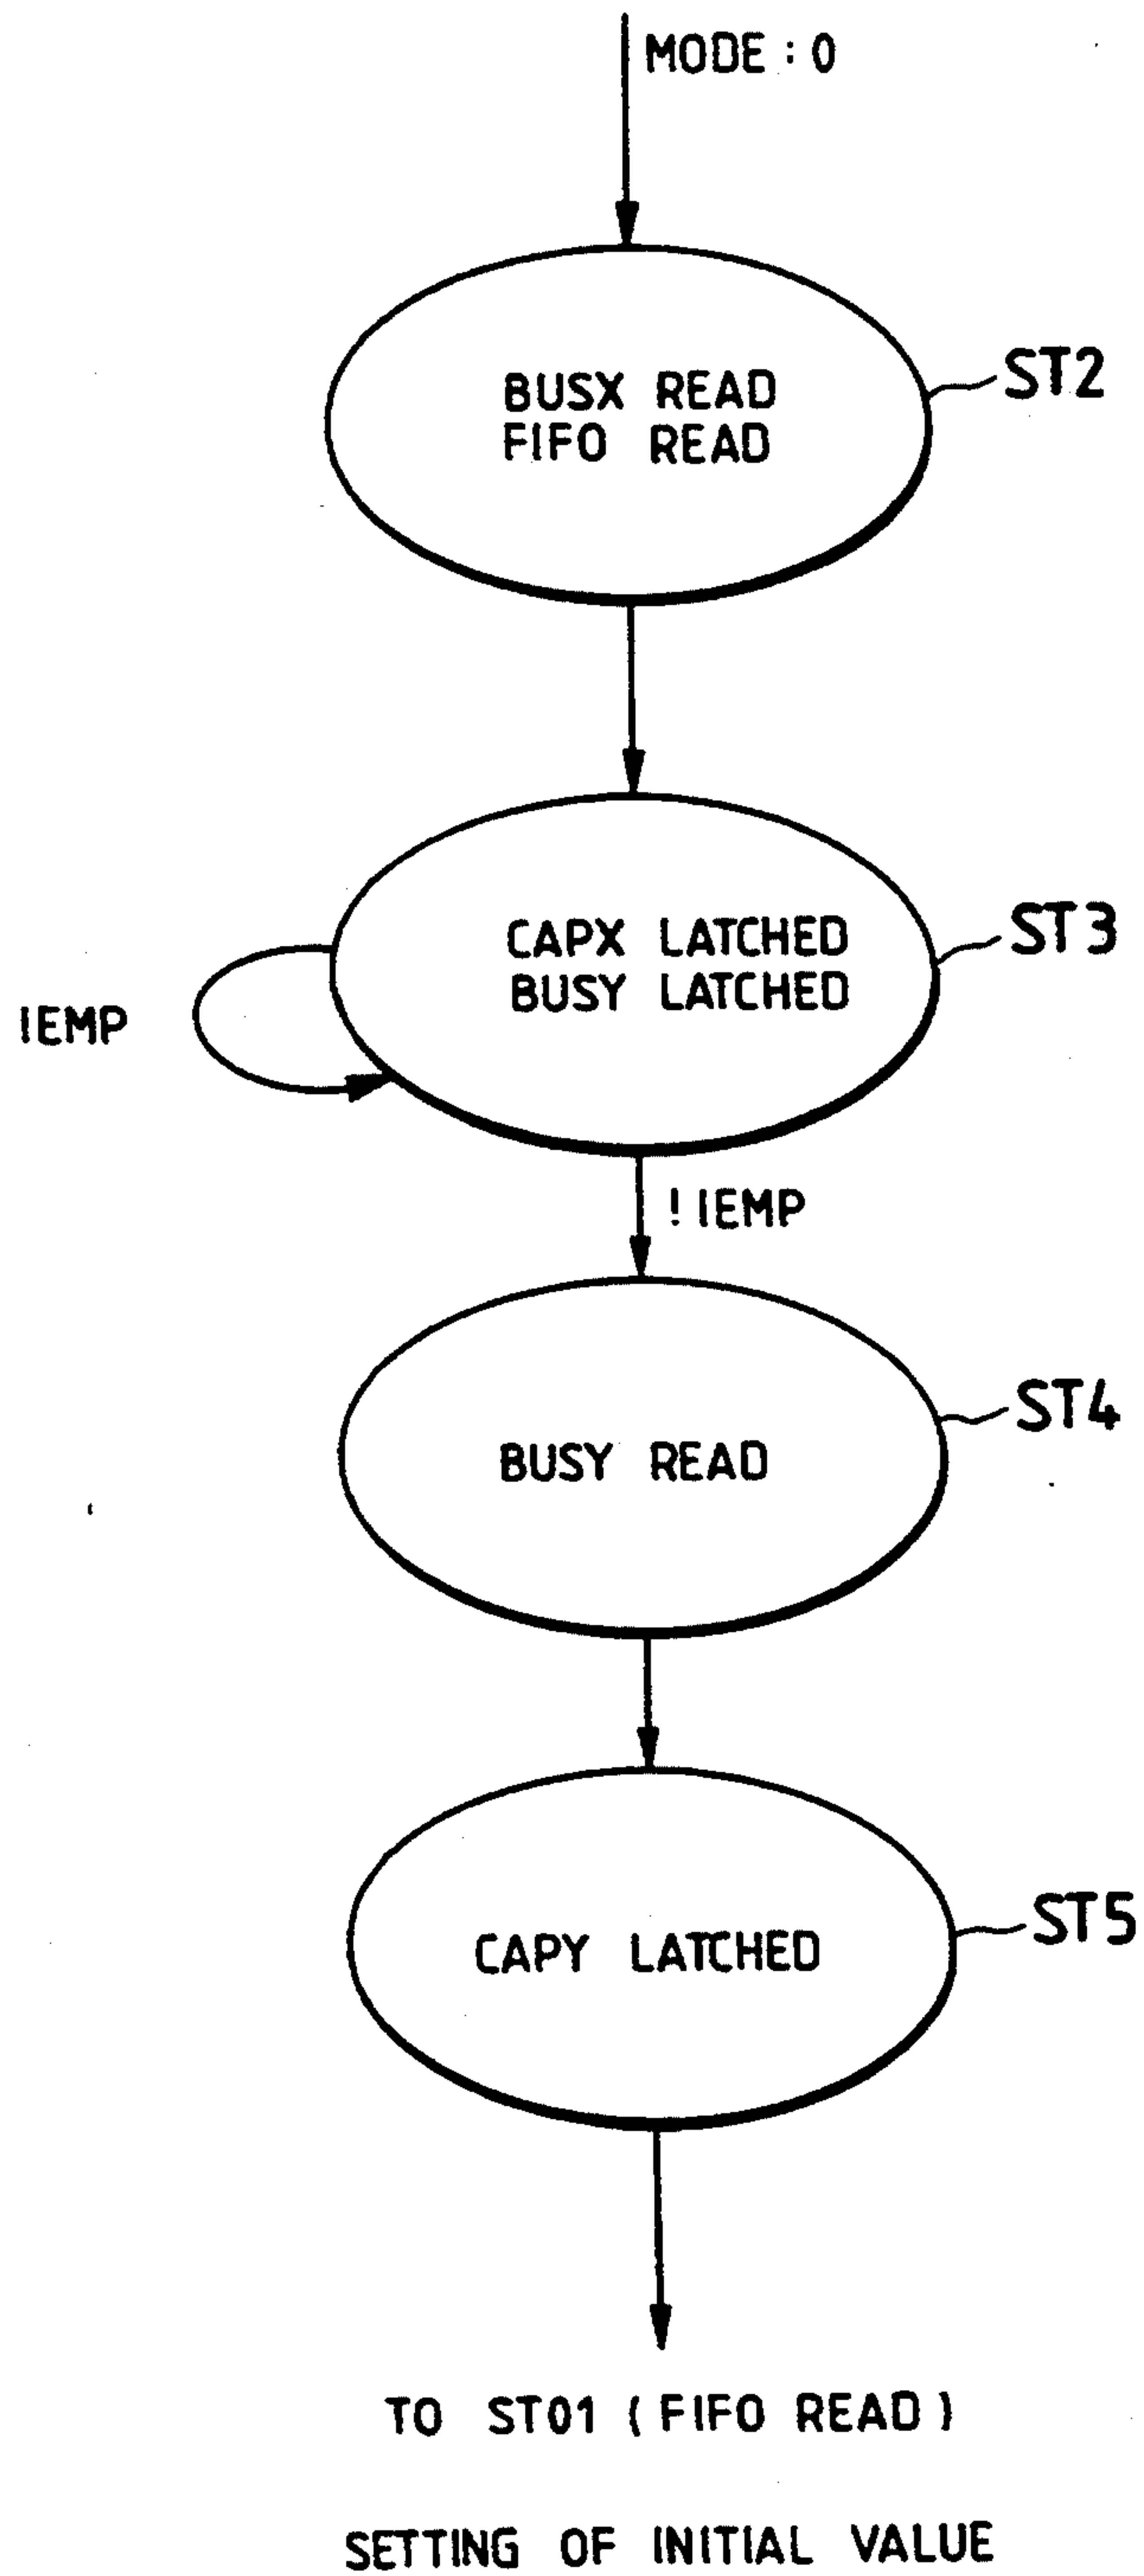 MODE : 0
BUSX READ
FIFO READ
ST2
CAPX LATCHED
BUSY LATCHED
ST3
IEMP
! IEMP
BUSY READ
ST4
CAPY LATCHED
ST5
TO ST01 ( FIFO READ )
SETTING OF INITIAL VALUE